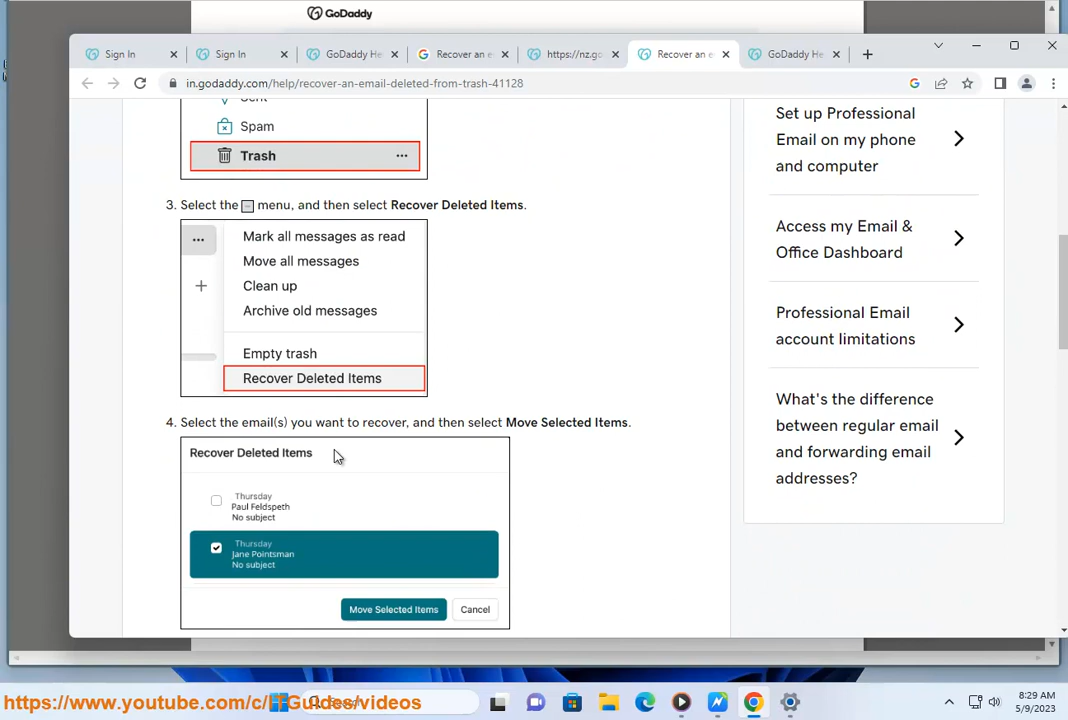 GoDaddy
Sign In
Sign In
GoDaddy He
Recover an e
https://nz.go
Recover an e
GoDaddy He
in.godaddy.com/help/recover-an-email-deleted-from-trash-41128
Sent
Spam
Trash
3. Select the ... menu, and then select Recover Deleted Items.
Mark all messages as read
Move all messages
Clean up
Archive old messages
Empty trash
Recover Deleted Items
4. Select the email(s) you want to recover, and then select Move Selected Items.
Recover Deleted Items
Thursday
Paul Feldspeth
No subject
Thursday
Jane Pointsman
No subject
Move Selected Items
Cancel
Set up Professional
Email on my phone
and computer
Access my Email &
Office Dashboard
Professional Email
account limitations
What's the difference
between regular email
and forwarding email
addresses?
https://www.youtube.com/c/ITGuides/videos
8:29 AM
5/9/2023